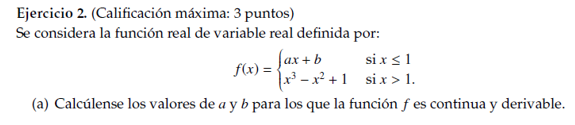 Ejercicio 2. (Calificación máxima: 3 puntos)
Se considera la función real de variable real definida por:
f(x) = { ax + b si x ≤ 1
x³ − x² + 1 si x > 1.
(a) Calcúlense los valores de a y b para los que la función f es continua y derivable.